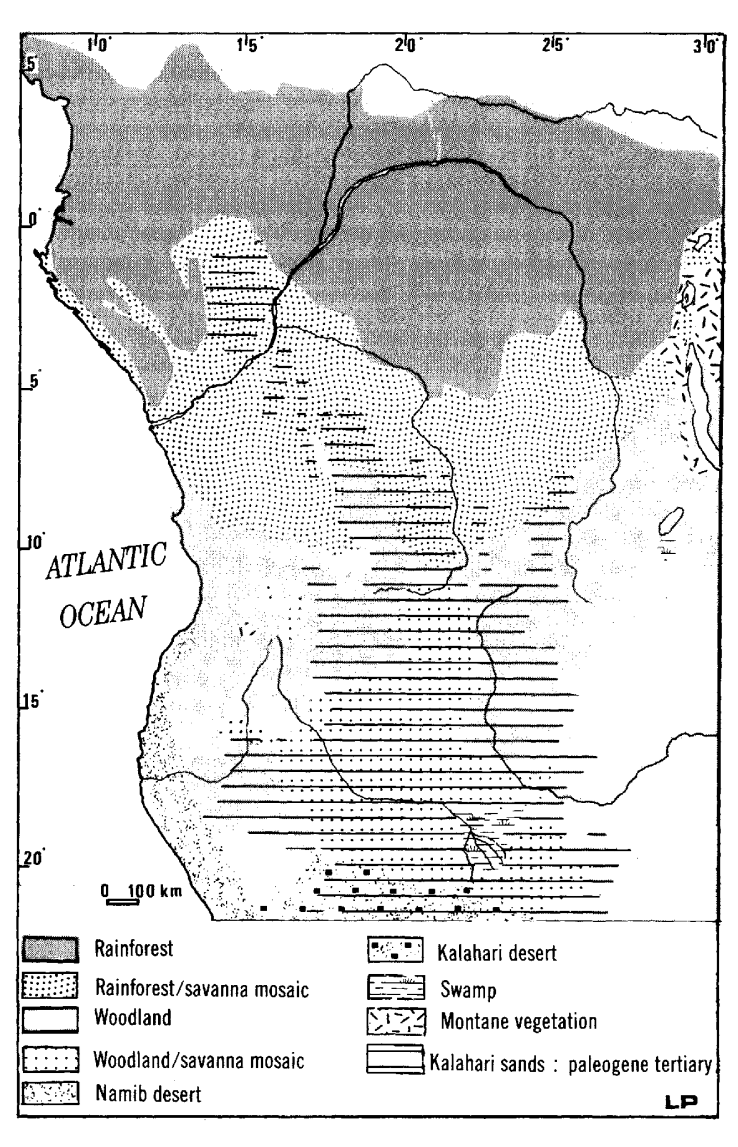 10° 15° 20° 25° 30°
5°
0°
5°
10°
ATLANTIC
OCEAN
15°
20°
0 100 km
Rainforest
Rainforest/savanna mosaic
Woodland
Woodland/savanna mosaic
Namib desert
Kalahari desert
Swamp
Montane vegetation
Kalahari sands : paleogene tertiary
LP